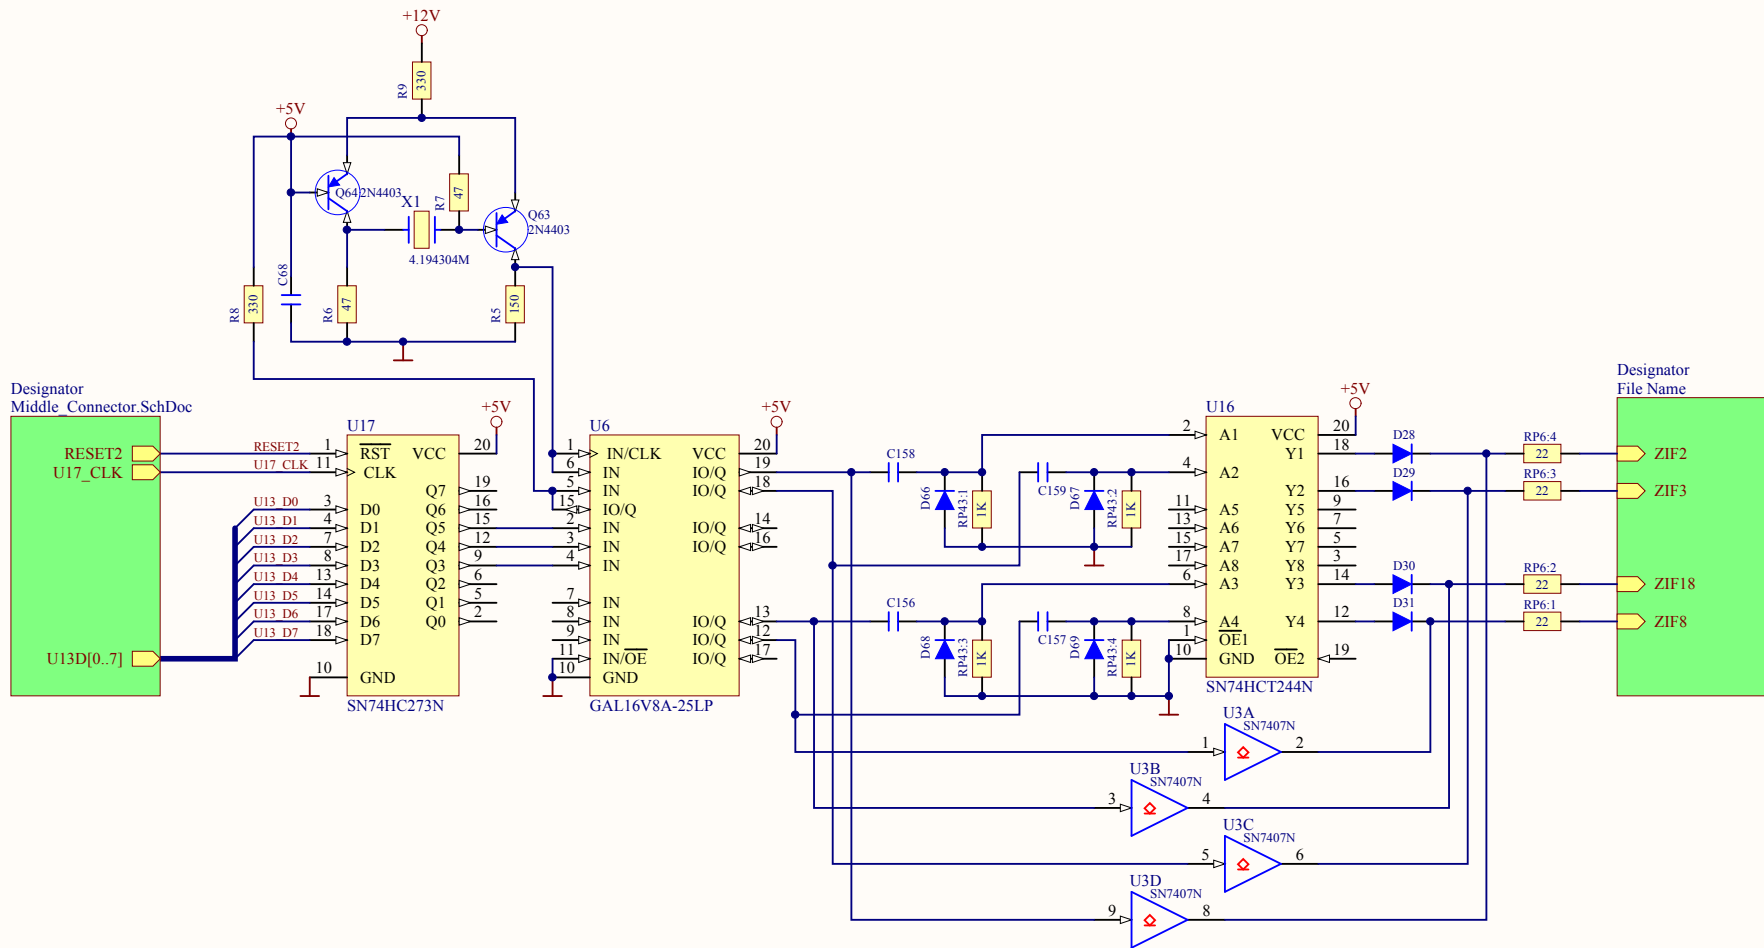 +12V
R9
330
+5V
Q64
2N4403
X1
R7
47
Q63
2N4403
4.194304M
C68
R8
330
R6
47
R5
150
Designator
Middle_Connector.SchDoc
RESET2
U17_CLK
U13D[0..7]
RESET2
U17_CLK
U13_D0
U13_D1
U13_D2
U13_D3
U13_D4
U13_D5
U13_D6
U13_D7
U17
+5V
1 RST VCC 20
11 CLK
Q7 19
3 D0 Q6 16
4 D1 Q5 15
7 D2 Q4 12
8 D3 Q3 9
13 D4 Q2 6
14 D5 Q1 5
17 D6 Q0 2
18 D7
10 GND
SN74HC273N
U6
+5V
1 IN/CLK VCC 20
6 IN IO/Q 19
5 IN IO/Q 18
15 IO/Q
2 IN IO/Q 14
3 IN IO/Q 16
4 IN
7 IN
8 IN IO/Q 13
9 IN IO/Q 12
11 IN/OE IO/Q 17
10 GND
GAL16V8A-25LP
C158
D66
RP43:1
1K
C159
D67
RP43:2
1K
C156
D68
RP43:3
1K
C157
D69
RP43:4
1K
U16
+5V
2 A1 VCC 20
Y1 18
4 A2 Y2 16
11 A5 Y5 9
13 A6 Y6 7
15 A7 Y7 5
17 A8 Y8 3
6 A3 Y3 14
8 A4 Y4 12
1 OE1
10 GND OE2 19
SN74HCT244N
D28
D29
D30
D31
RP6:4
22
RP6:3
22
RP6:2
22
RP6:1
22
Designator
File Name
ZIF2
ZIF3
ZIF18
ZIF8
U3A
SN7407N
1 2
U3B
SN7407N
3 4
U3C
SN7407N
5 6
U3D
SN7407N
9 8